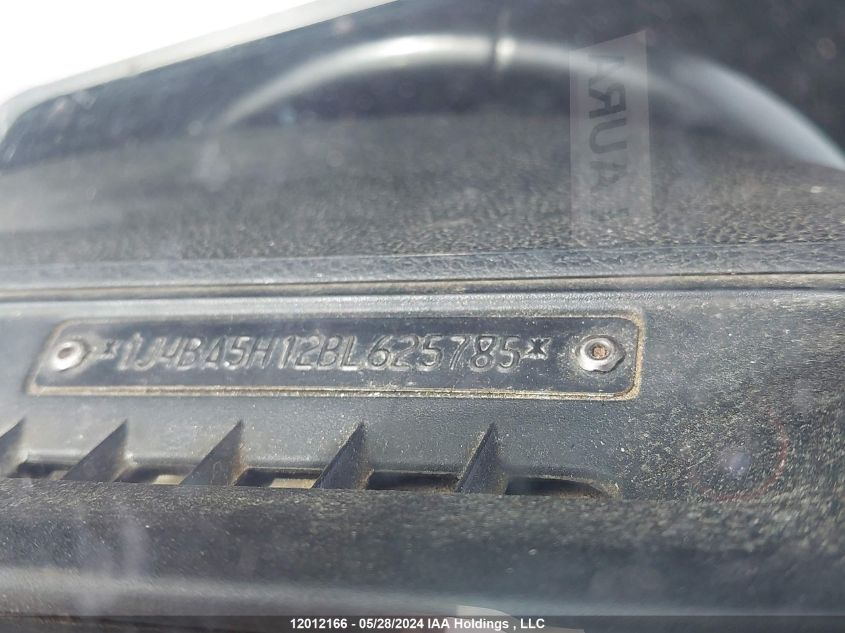 *1J4BA5H12BL625785*
12012166 - 05/28/2024 IAA Holdings , LLC